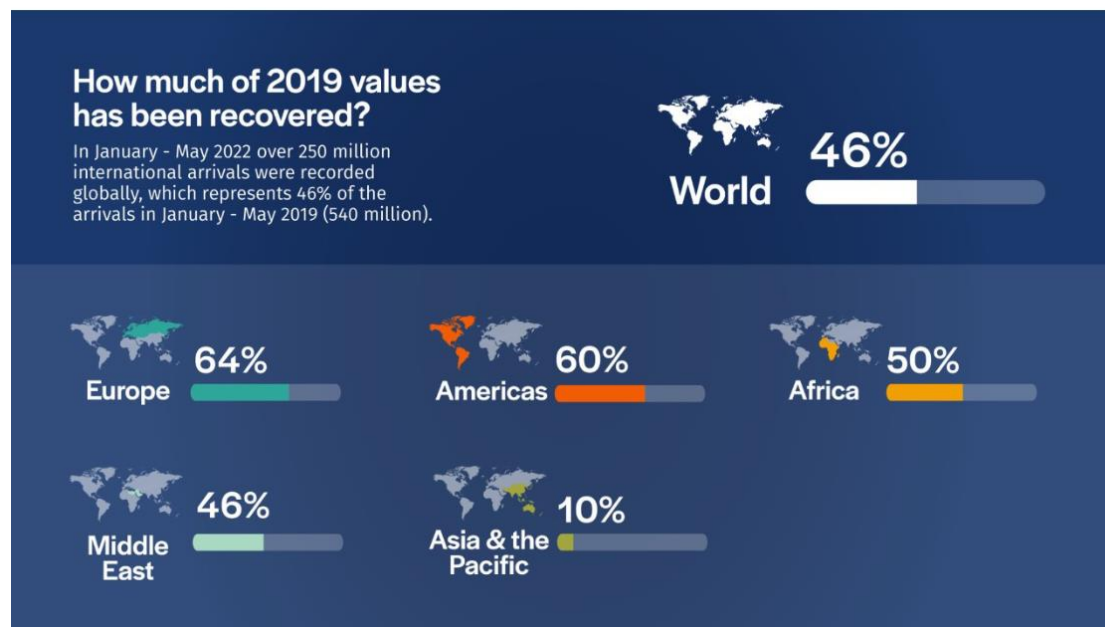 How much of 2019 values
has been recovered?
In January - May 2022 over 250 million
international arrivals were recorded
globally, which represents 46% of the
arrivals in January - May 2019 (540 million).
46%
World
64%
Europe
60%
Americas
50%
Africa
46%
Middle
East
10%
Asia & the
Pacific